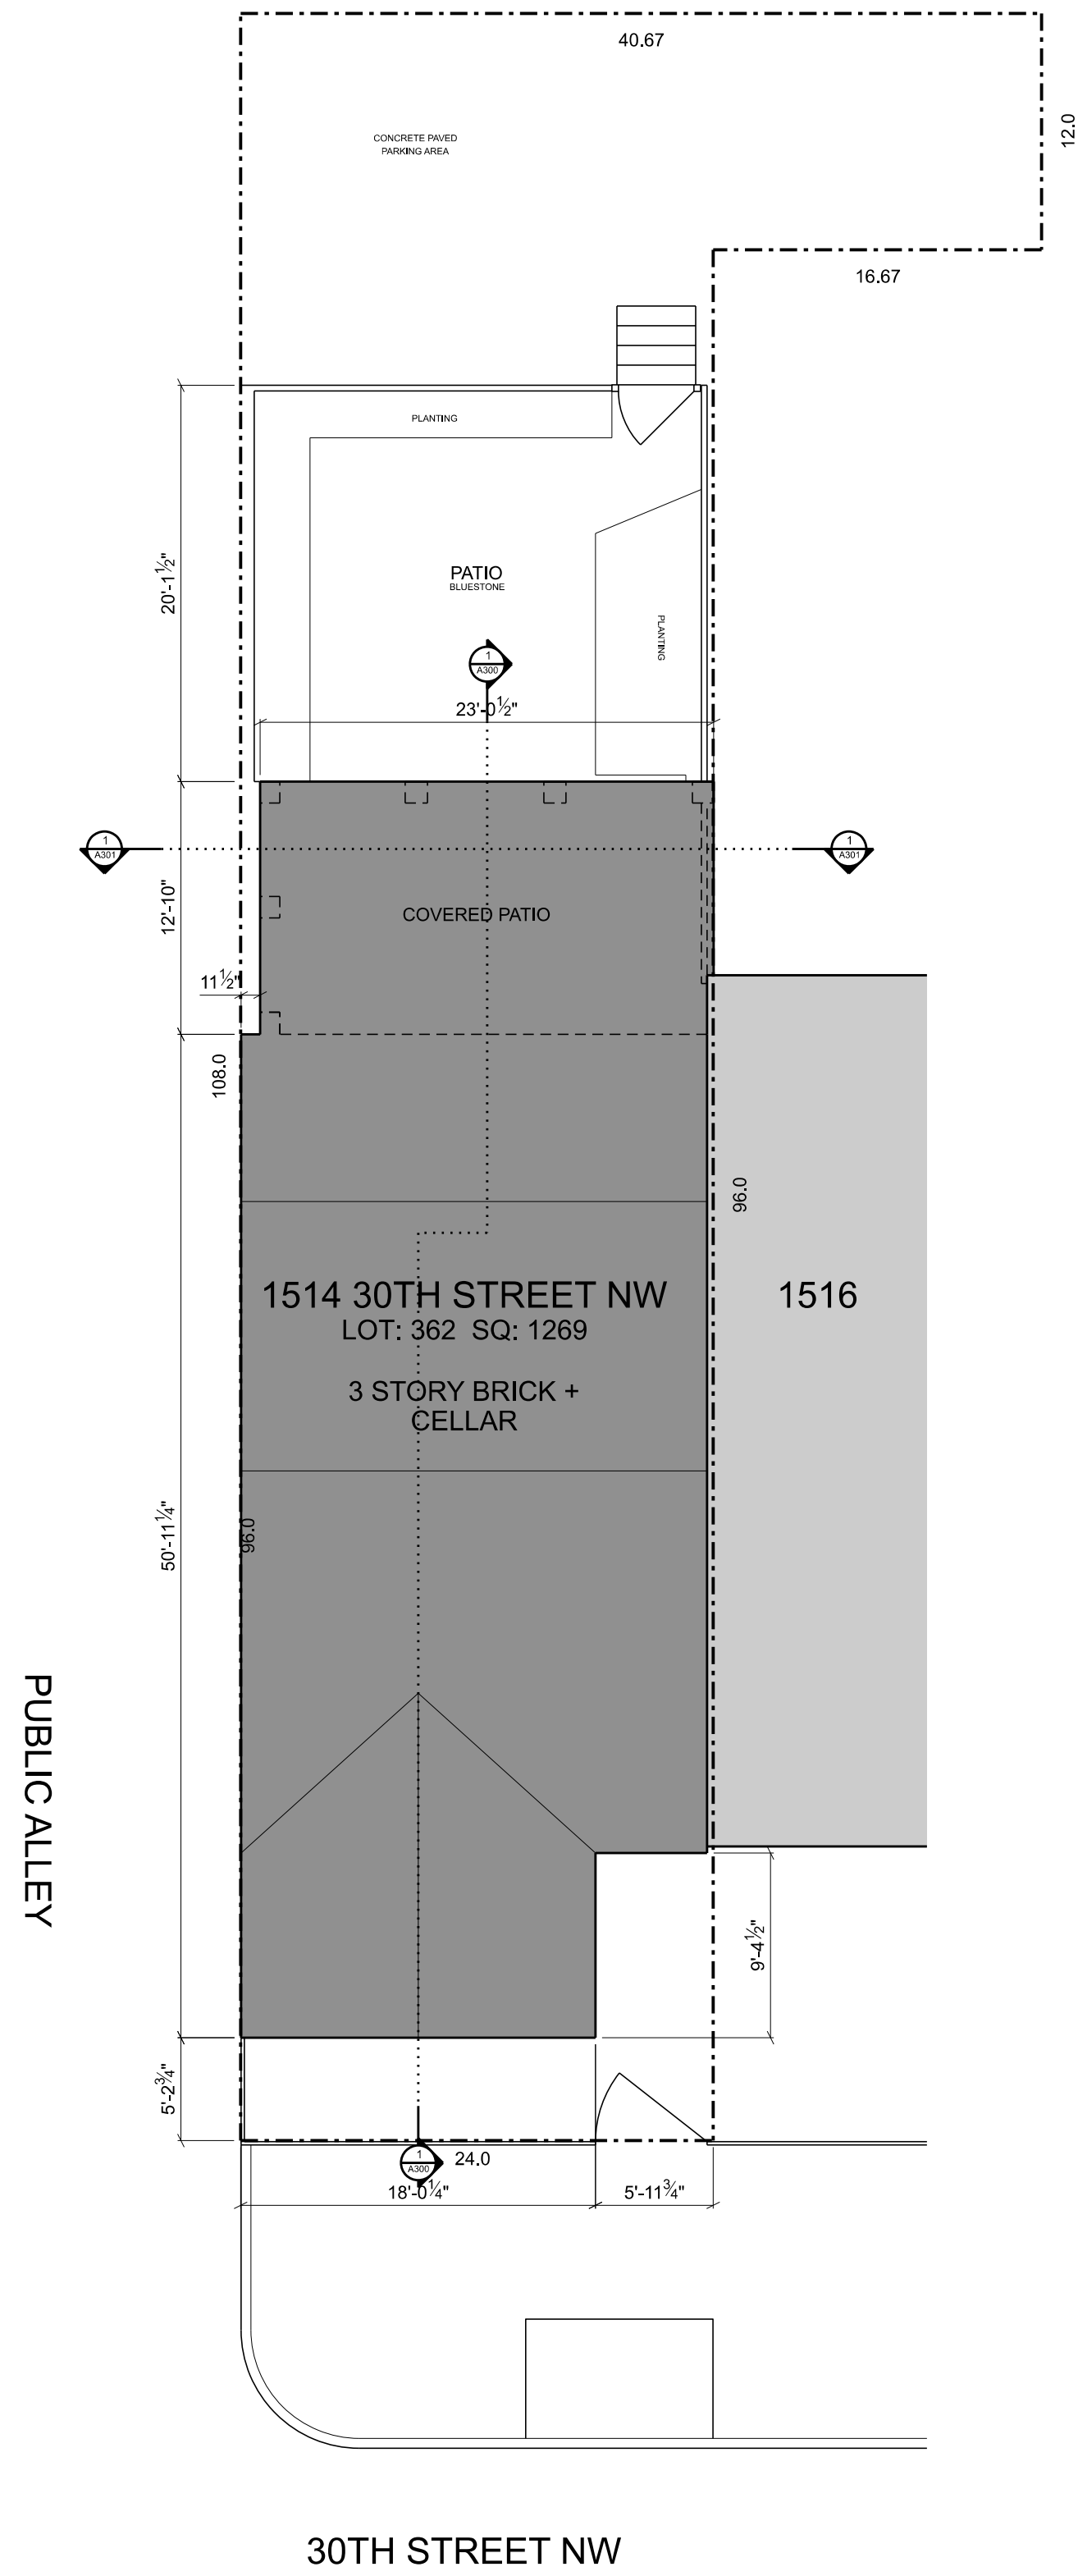 40.67
12.0
CONCRETE PAVED
PARKING AREA
16.67
PLANTING
20'-1½"
PATIO
BLUESTONE
PLANTING
1
A300
23'-0½"
1
A301
1
A301
12'-10"
COVERED PATIO
11½"
108.0
96.0
1514 30TH STREET NW
1516
LOT: 362 SQ: 1269
3 STORY BRICK +
CELLAR
50'-11¼"
96.0
PUBLIC ALLEY
9'-4½"
5'-2¾"
1
A300
24.0
18'-0¼"
5'-11¾"
30TH STREET NW